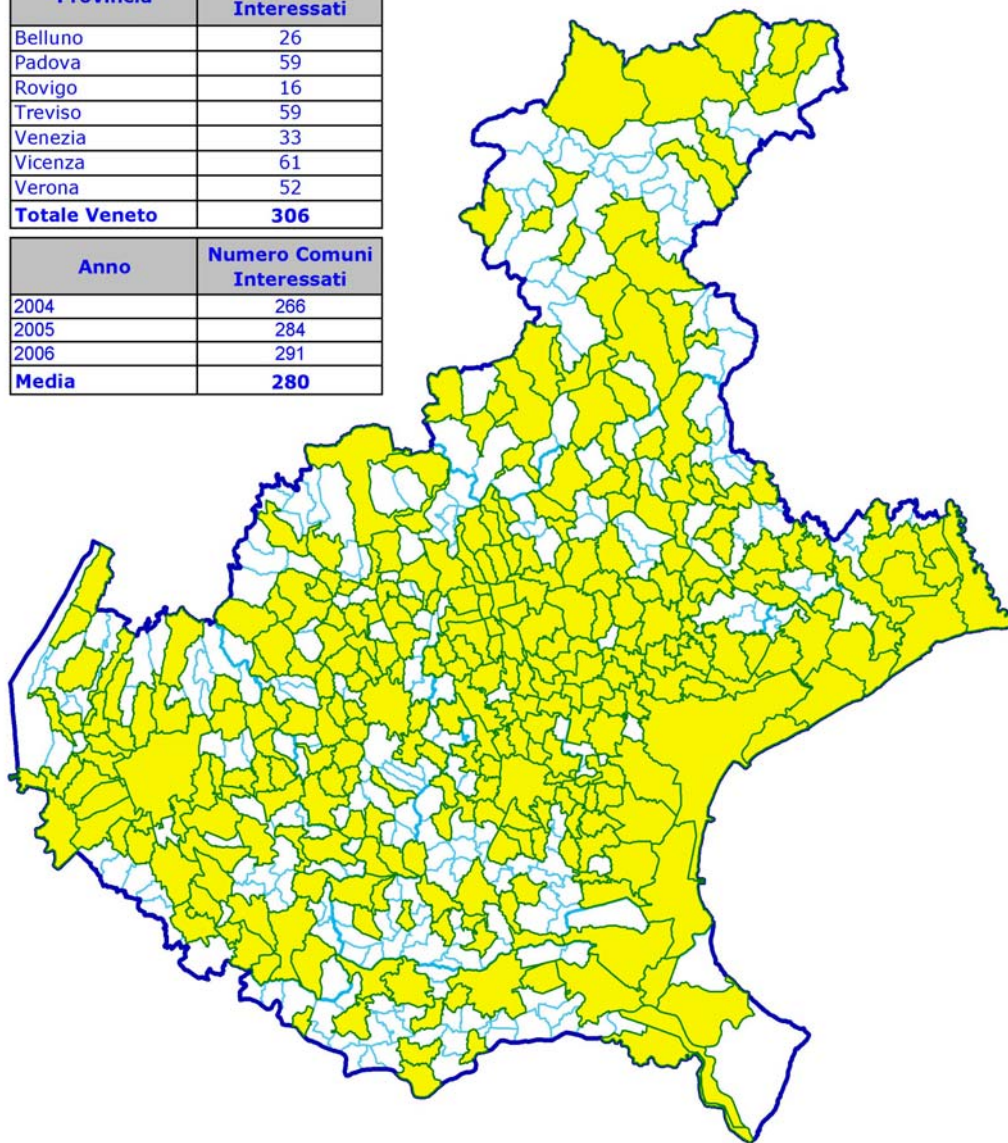 Provincia
Interessati
Belluno 26
Padova 59
Rovigo 16
Treviso 59
Venezia 33
Vicenza 61
Verona 52
Totale Veneto 306
Anno
Numero Comuni
Interessati
2004 266
2005 284
2006 291
Media 280